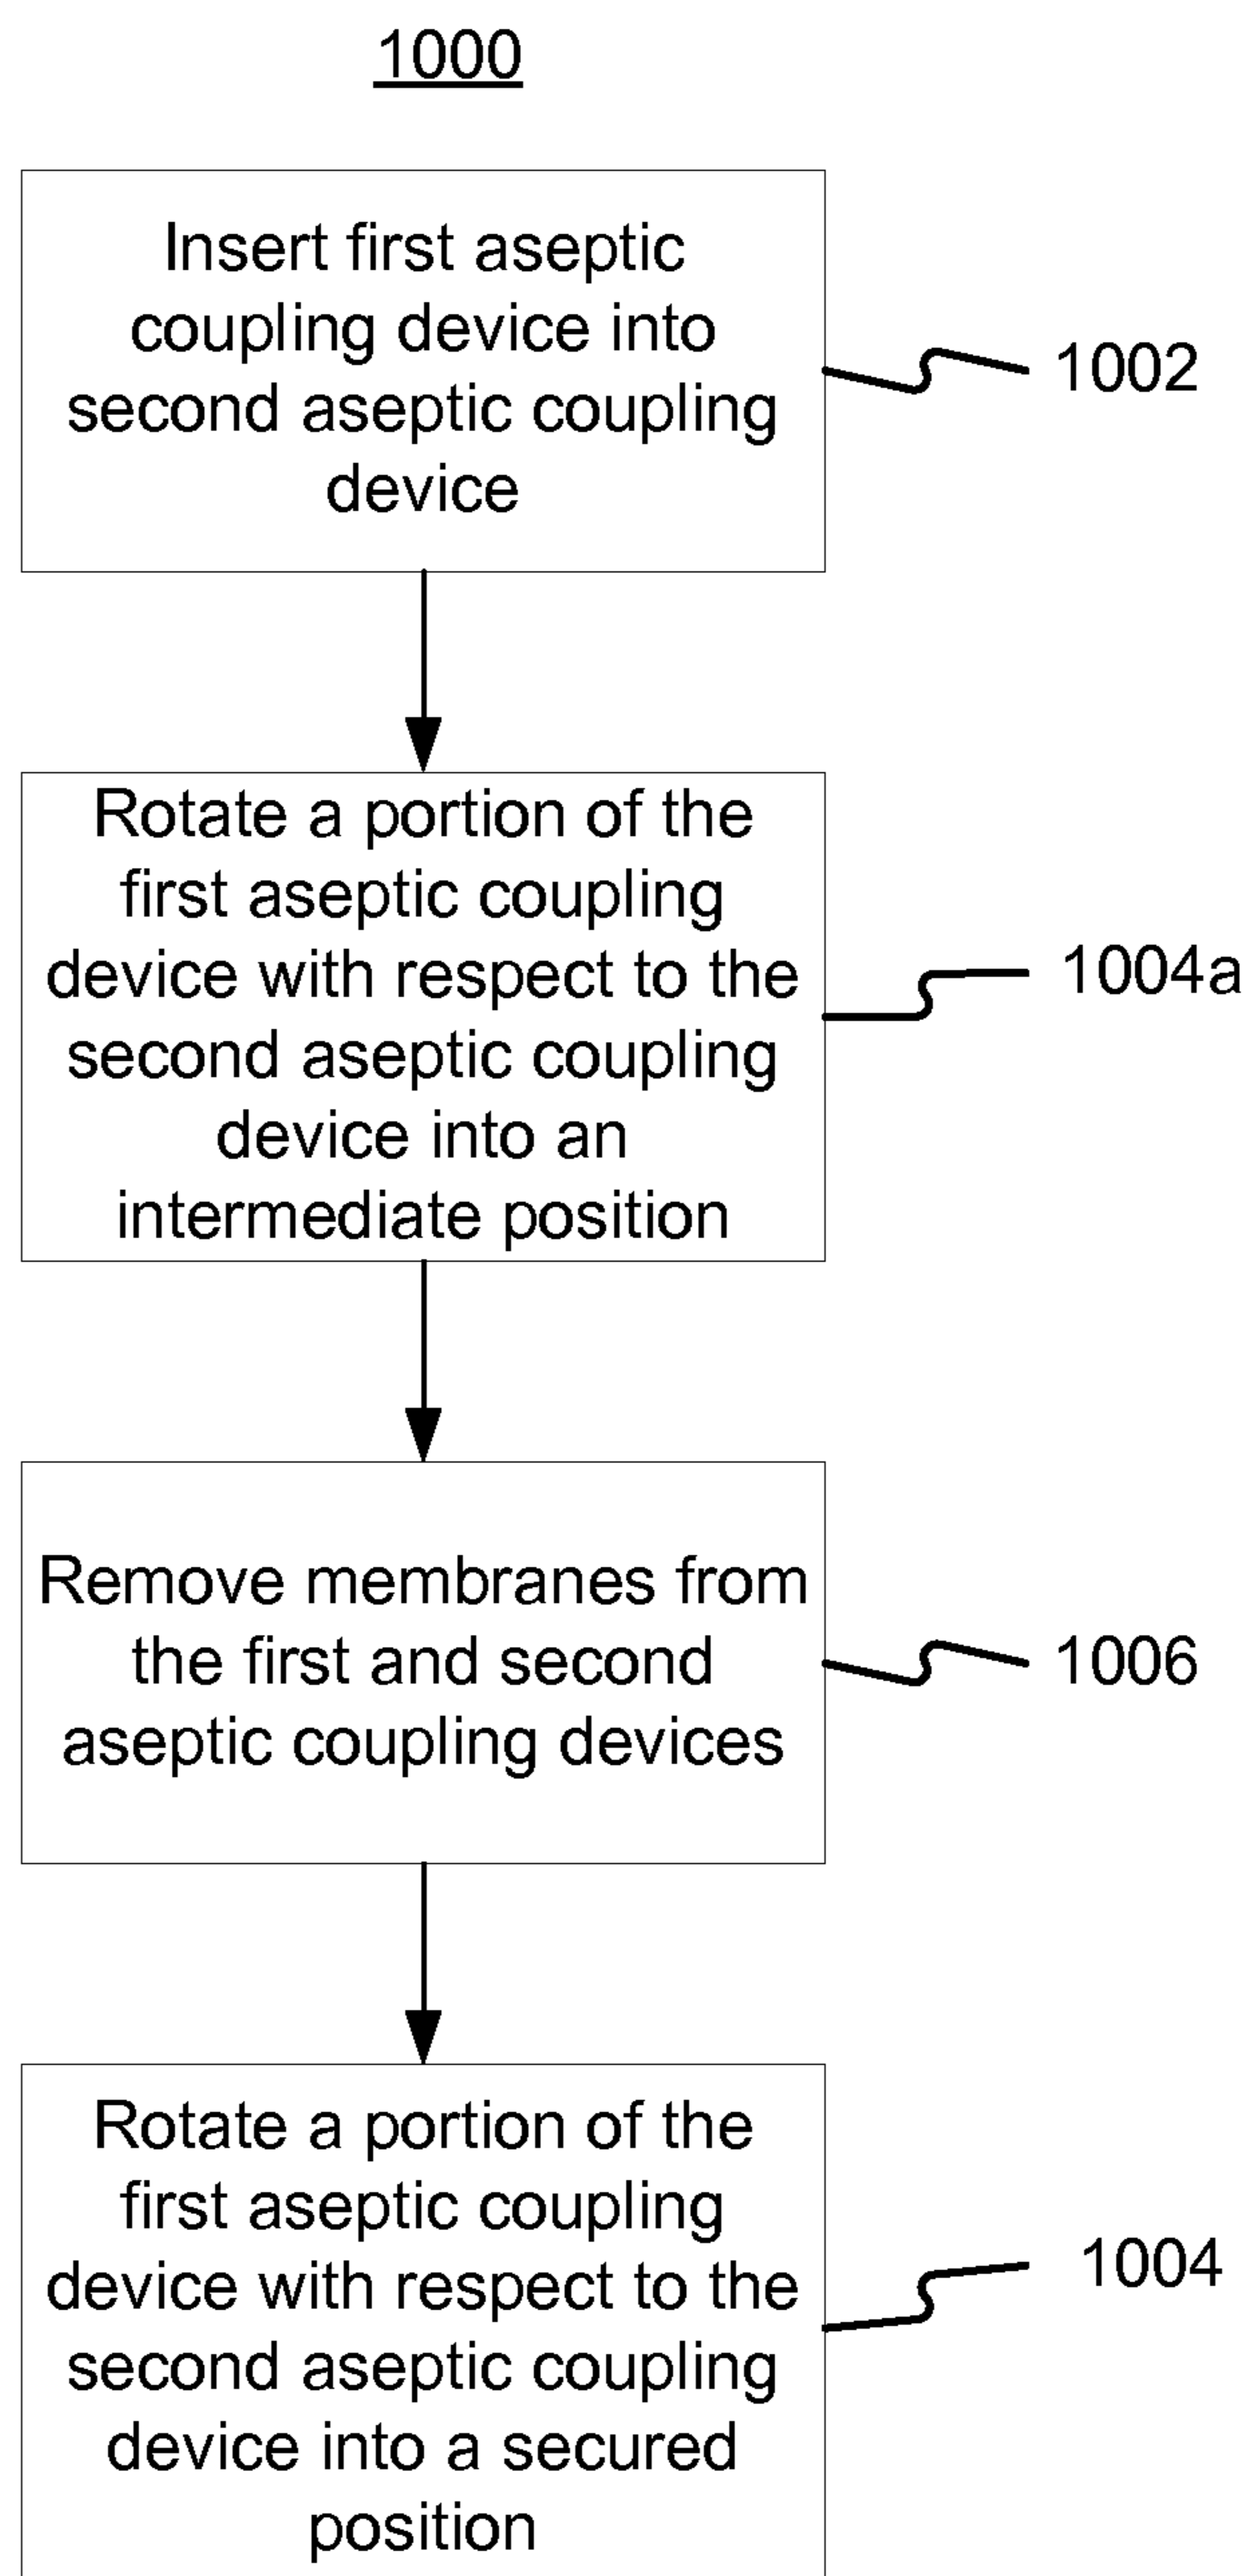 1000
Insert first aseptic
coupling device into
second aseptic coupling
device
1002
Rotate a portion of the
first aseptic coupling
device with respect to the
second aseptic coupling
device into an
intermediate position
1004a
Remove membranes from
the first and second
aseptic coupling devices
1006
Rotate a portion of the
first aseptic coupling
device with respect to the
second aseptic coupling
device into a secured
position
1004